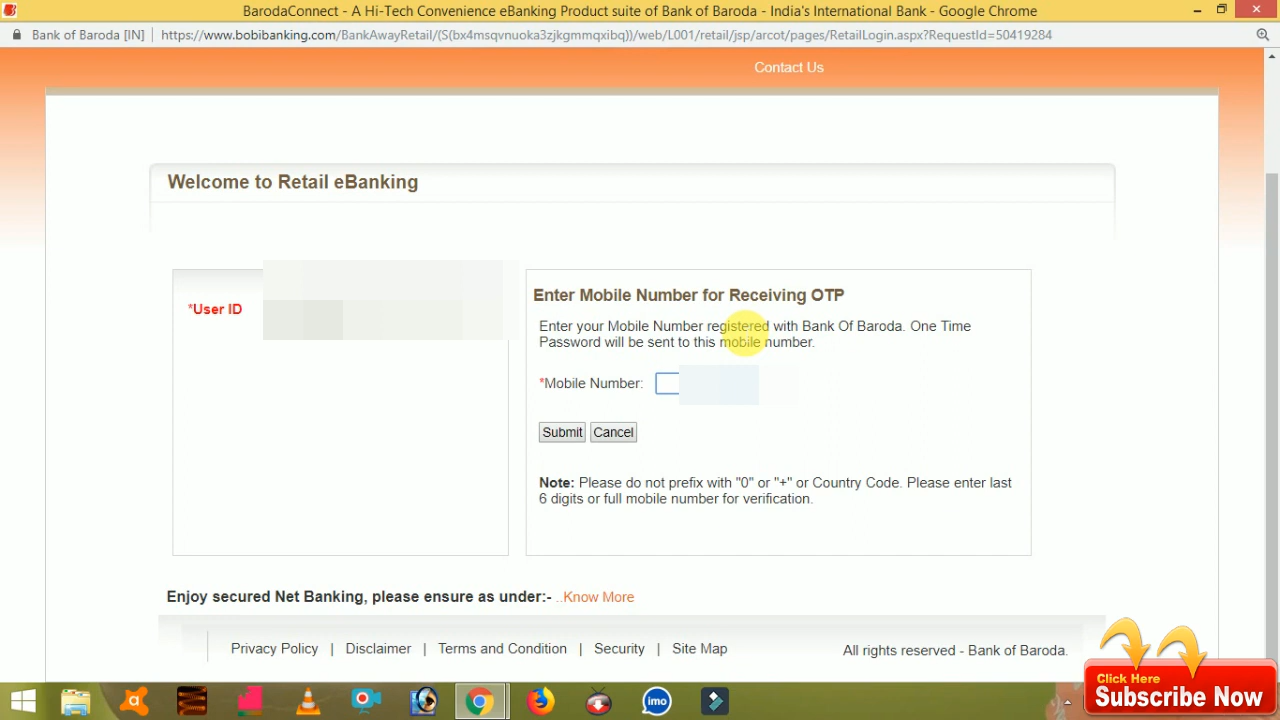 BarodaConnect - A Hi-Tech Convenience eBanking Product suite of Bank of Baroda - India's International Bank - Google Chrome
Bank of Baroda [IN] | https://www.bobibanking.com/BankAwayRetail/(S(bx4msqvnuoka3zjkgmmqxibq))/web/L001/retail/jsp/arcot/pages/RetailLogin.aspx?RequestId=50419284
Contact Us
Welcome to Retail eBanking
*User ID
Enter Mobile Number for Receiving OTP
Enter your Mobile Number registered with Bank Of Baroda. One Time
Password will be sent to this mobile number.
*Mobile Number:
Submit Cancel
Note: Please do not prefix with "0" or "+" or Country Code. Please enter last
6 digits or full mobile number for verification.
Enjoy secured Net Banking, please ensure as under:- ..Know More
Privacy Policy | Disclaimer | Terms and Condition | Security | Site Map
All rights reserved - Bank of Baroda.
imo
Click Here
Subscribe Now